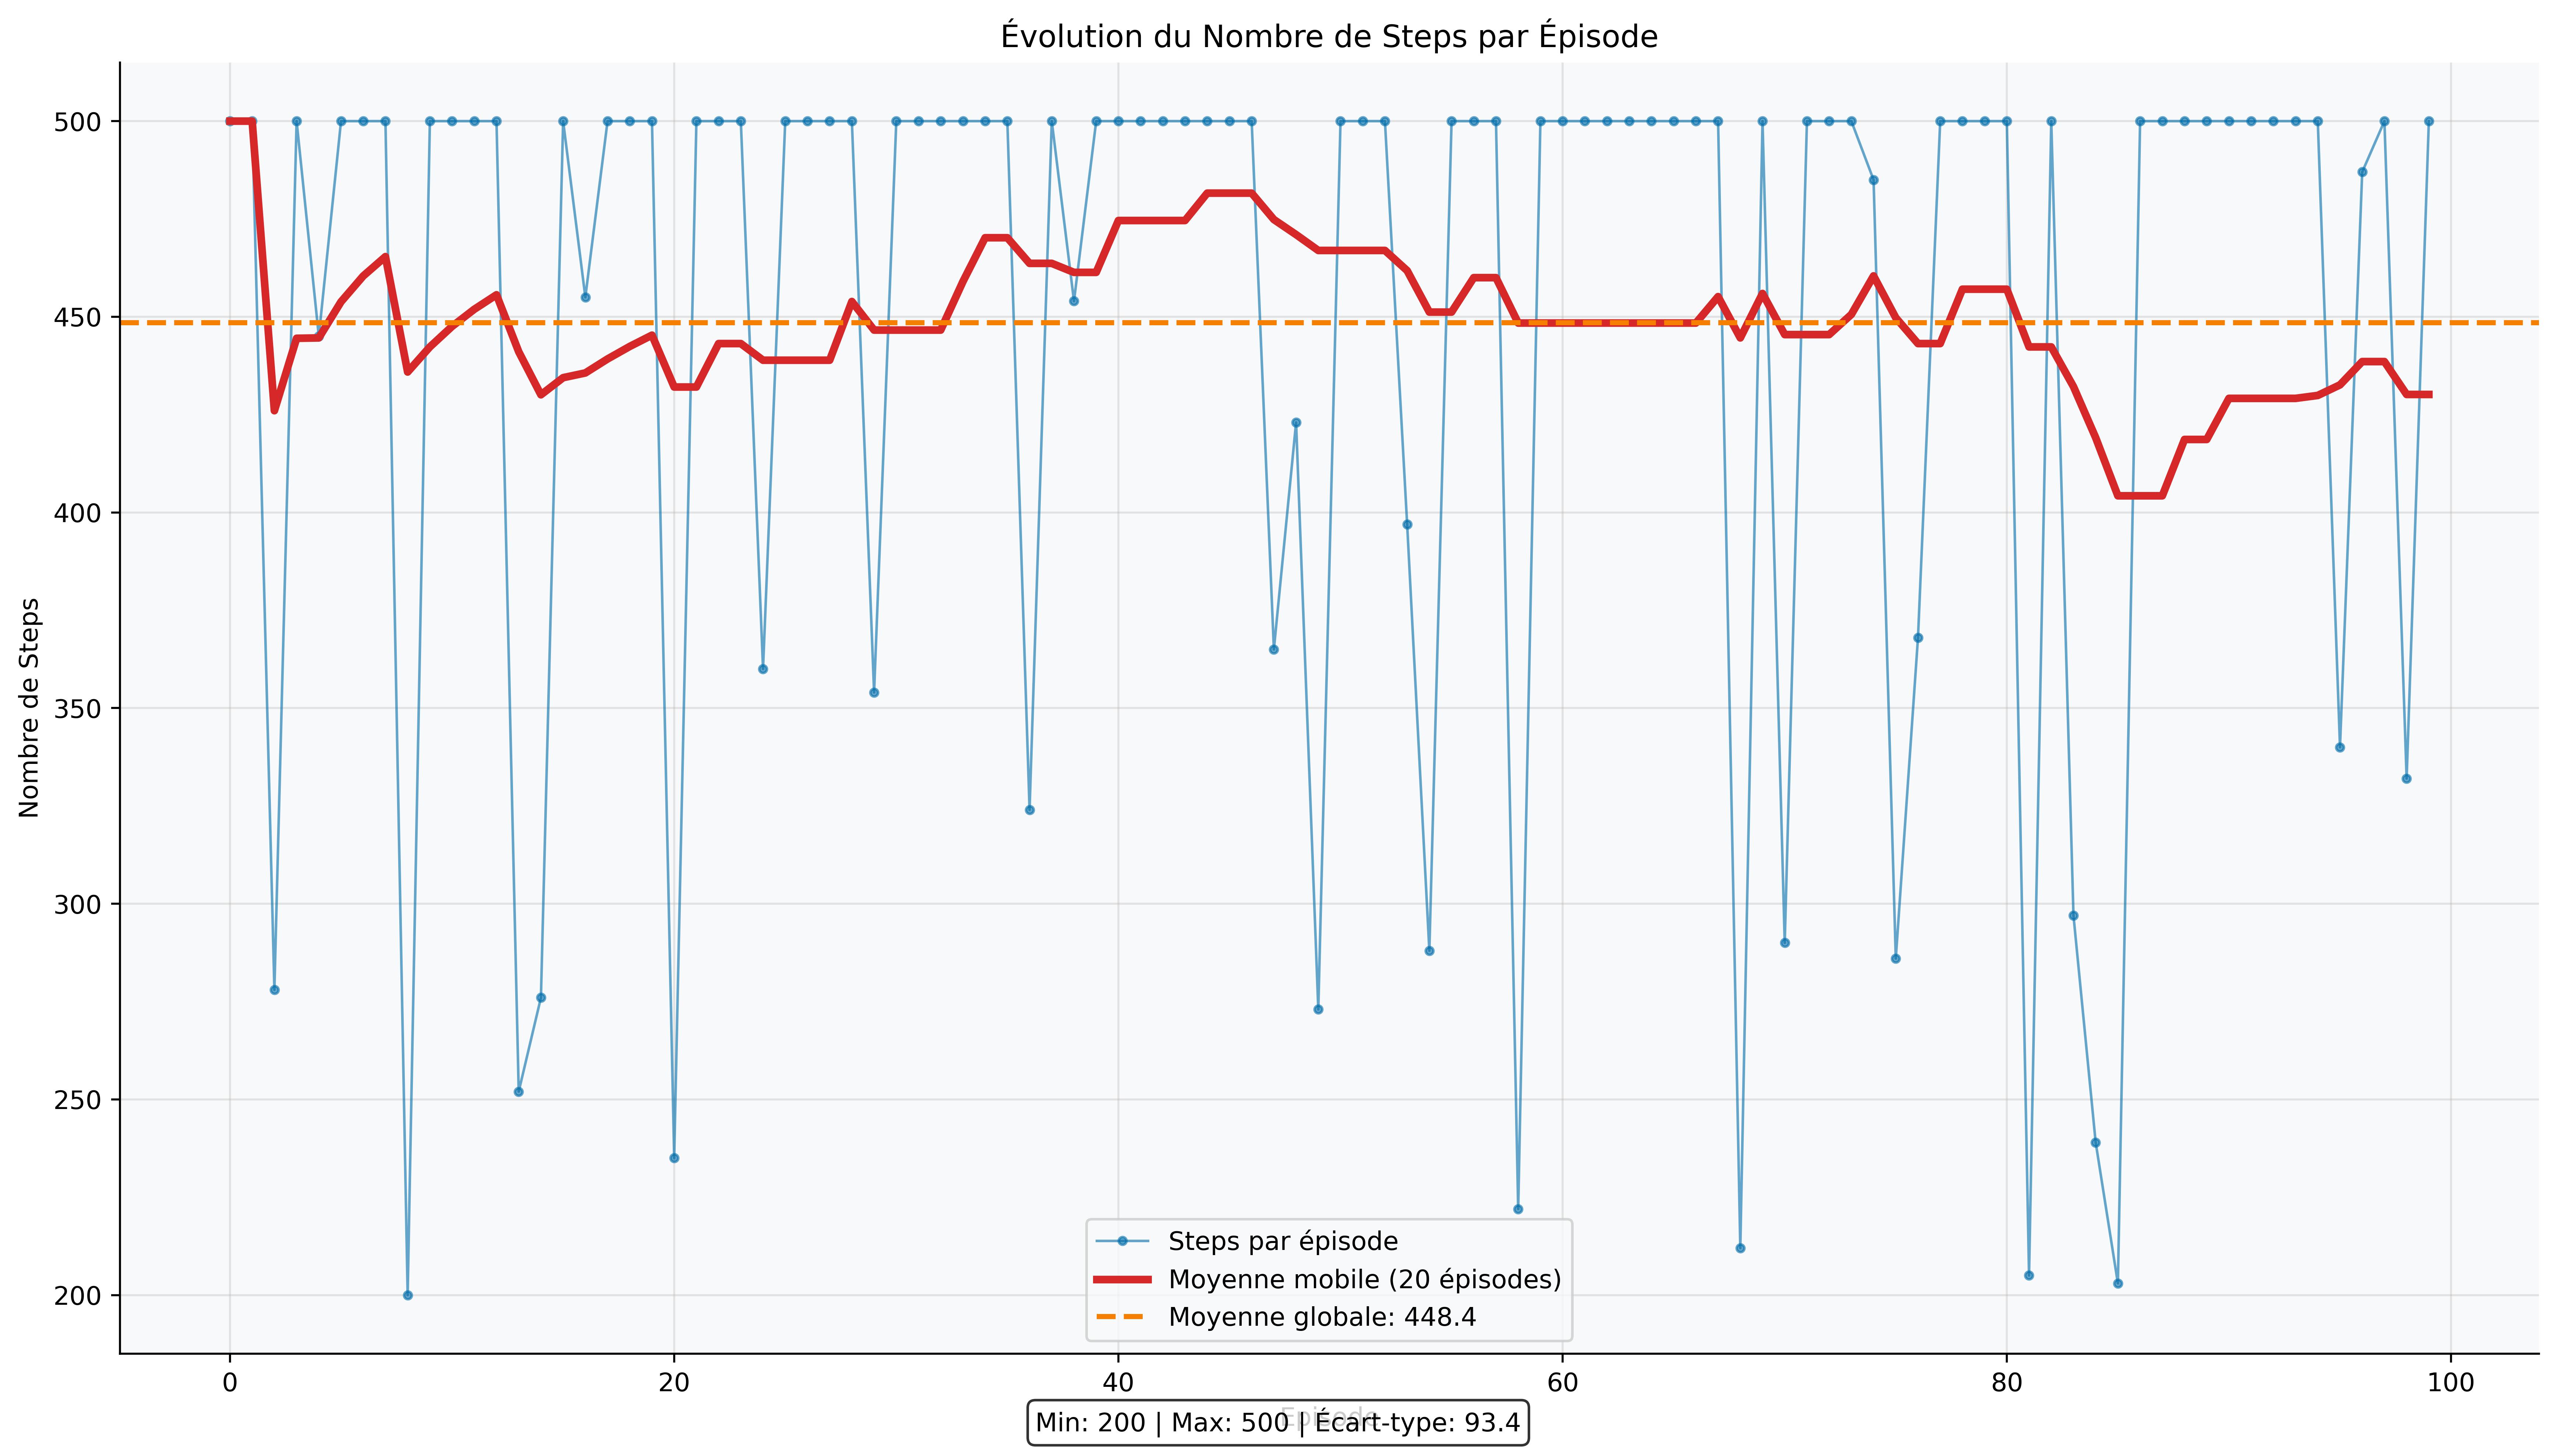 Évolution du Nombre de Steps par Épisode
Nombre de Steps
500
450
400
350
300
250
200
Steps par épisode
Moyenne mobile (20 épisodes)
Moyenne globale: 448.4
0 20 40 60 80 100
Min: 200 | Max: 500 | Écart-type: 93.4